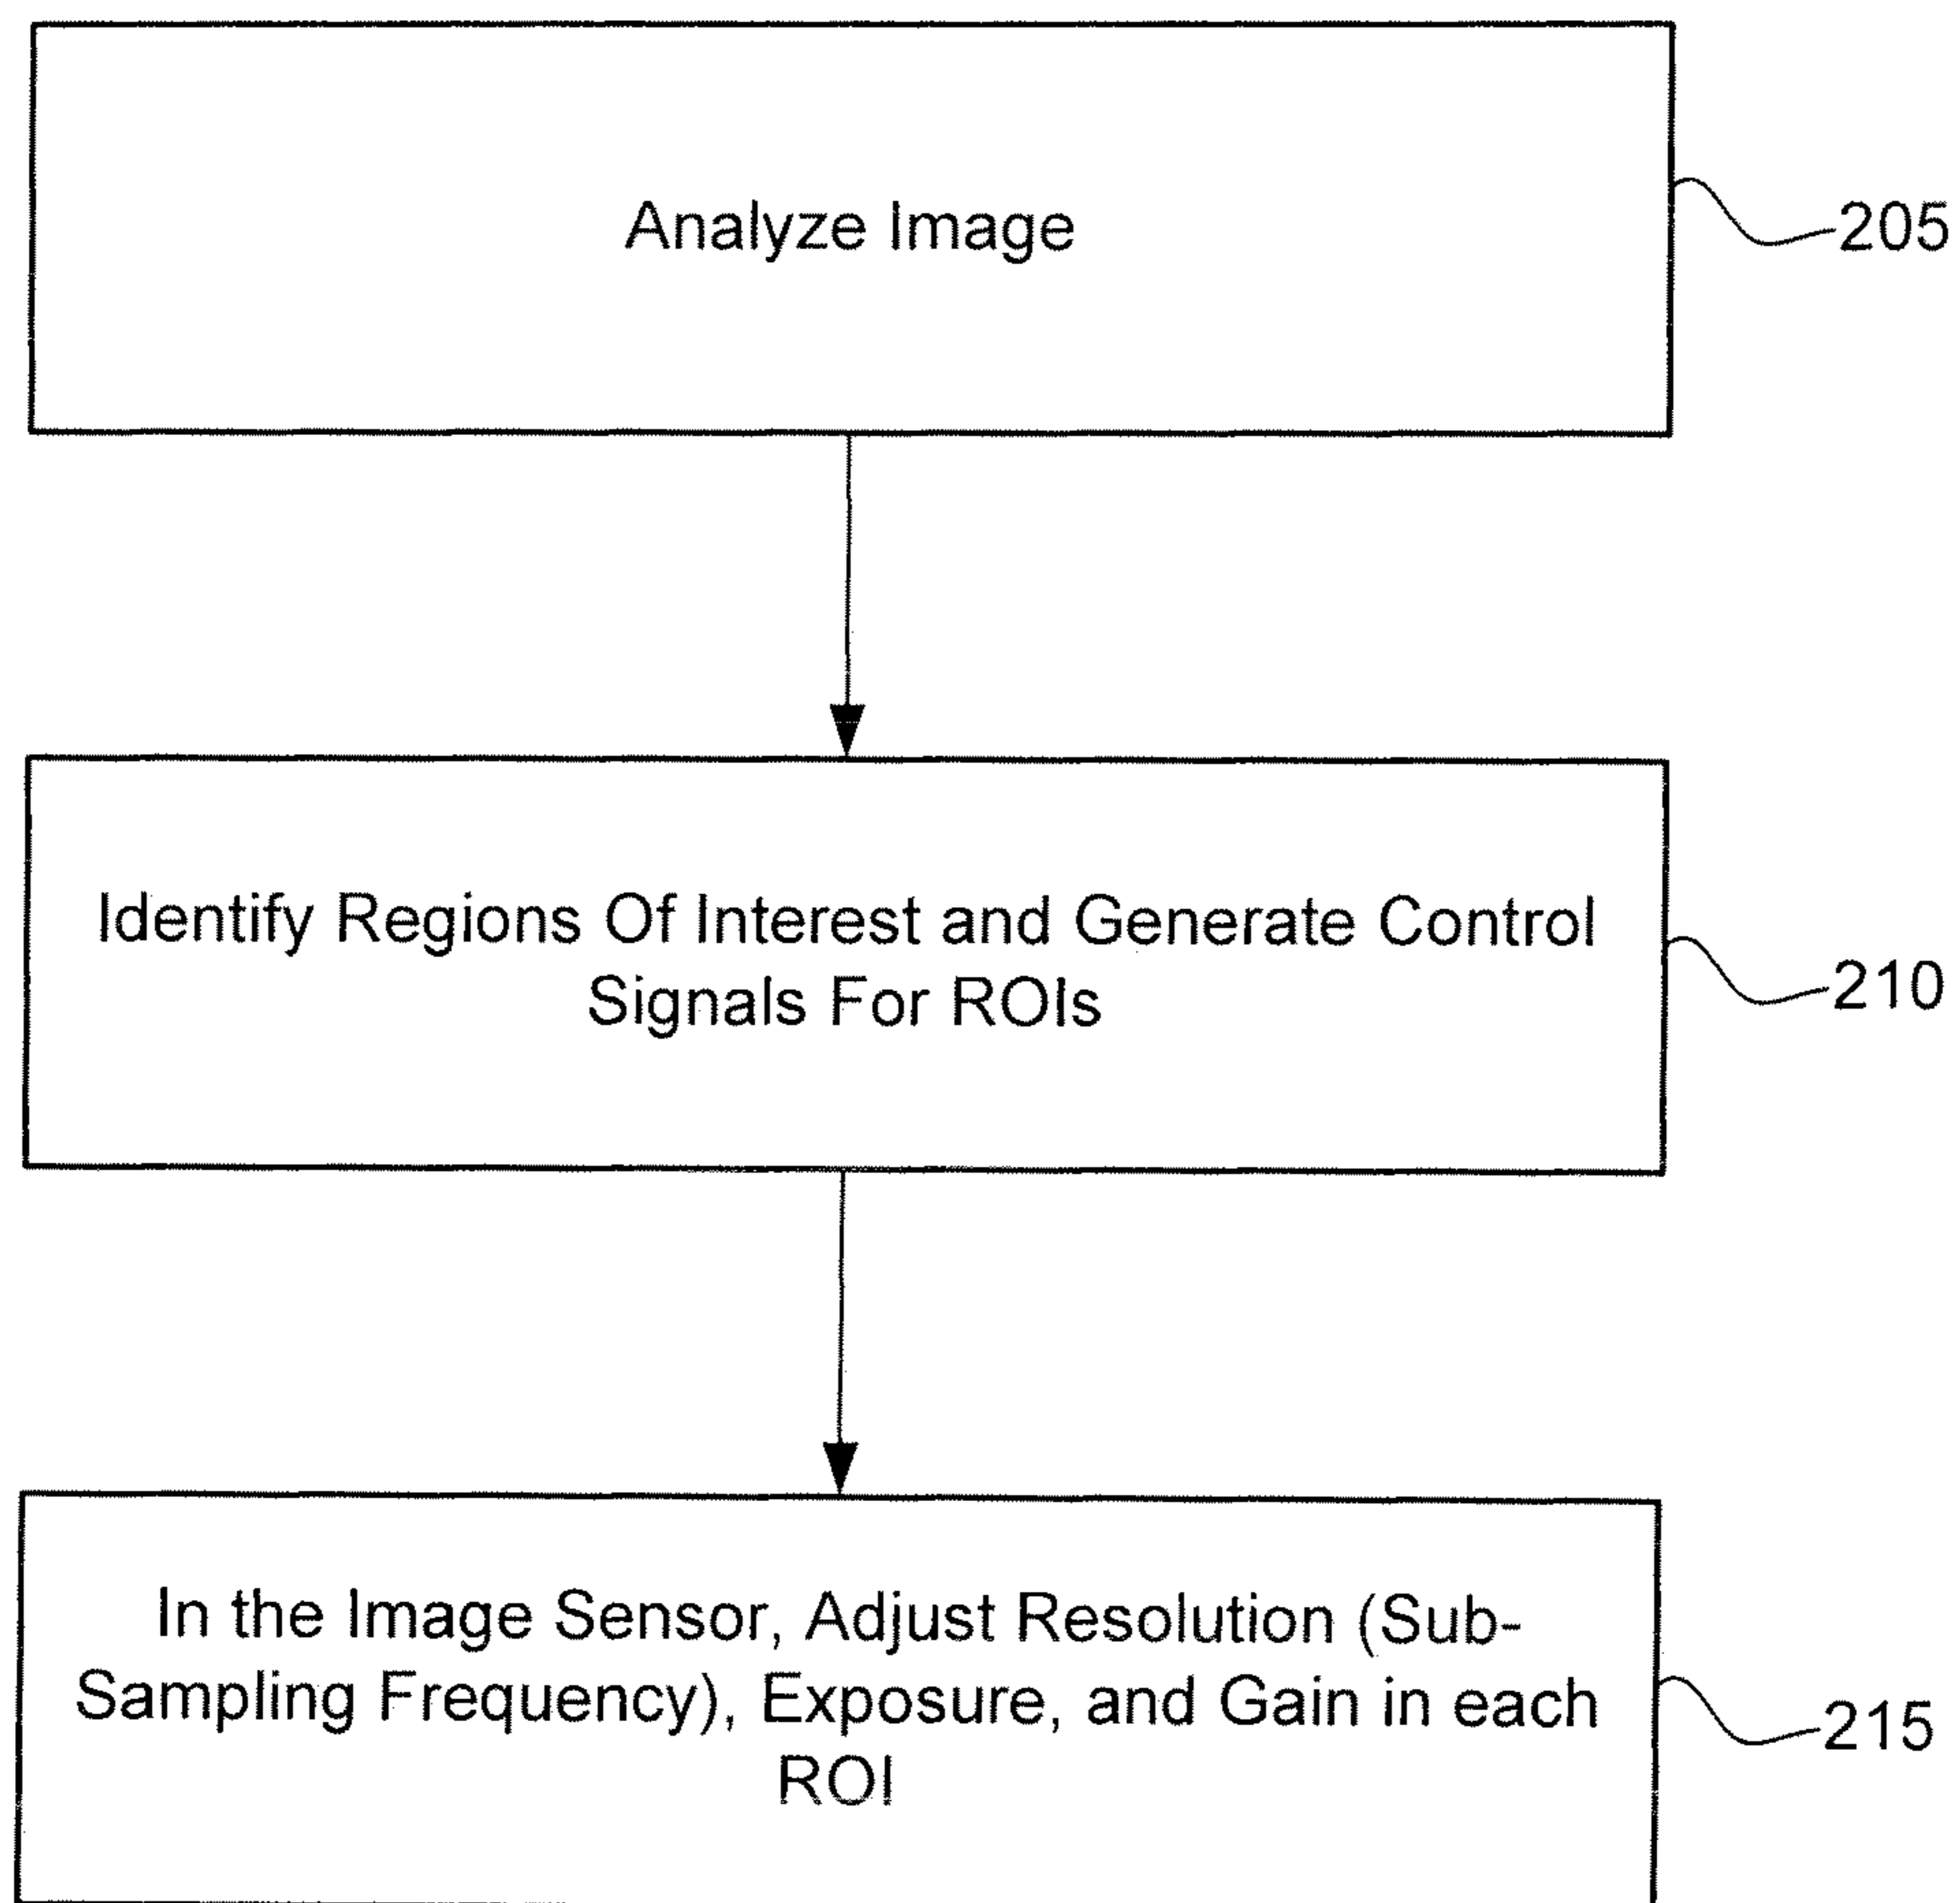 Analyze Image
205
Identify Regions Of Interest and Generate Control
Signals For ROIs
210
In the Image Sensor, Adjust Resolution (Sub-
Sampling Frequency), Exposure, and Gain in each
ROI
215